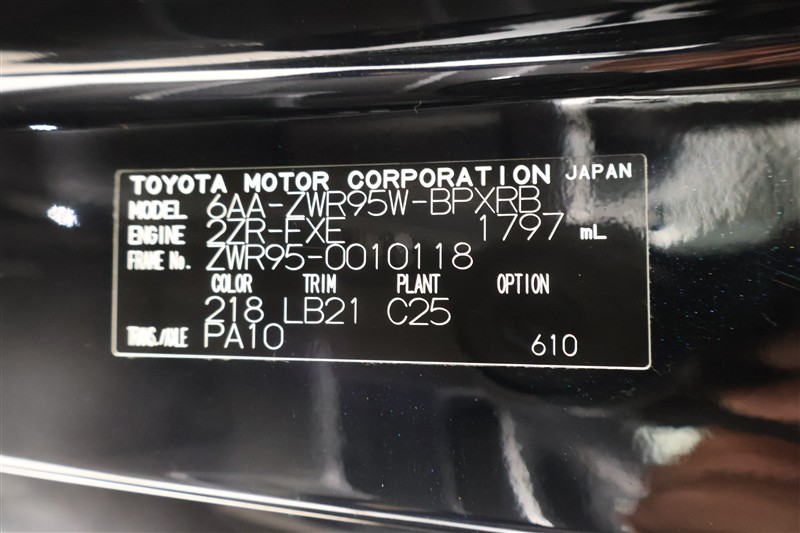 TOYOTA MOTOR CORPORATION JAPAN
MODEL 6AA-ZWR95W-BPXRB
ENGINE 2ZR-FXE 1797 mL
FRAME No. ZWR95-0010118
COLOR TRIM PLANT OPTION
218 LB21 C25
TRANS./AXLE PA10 610